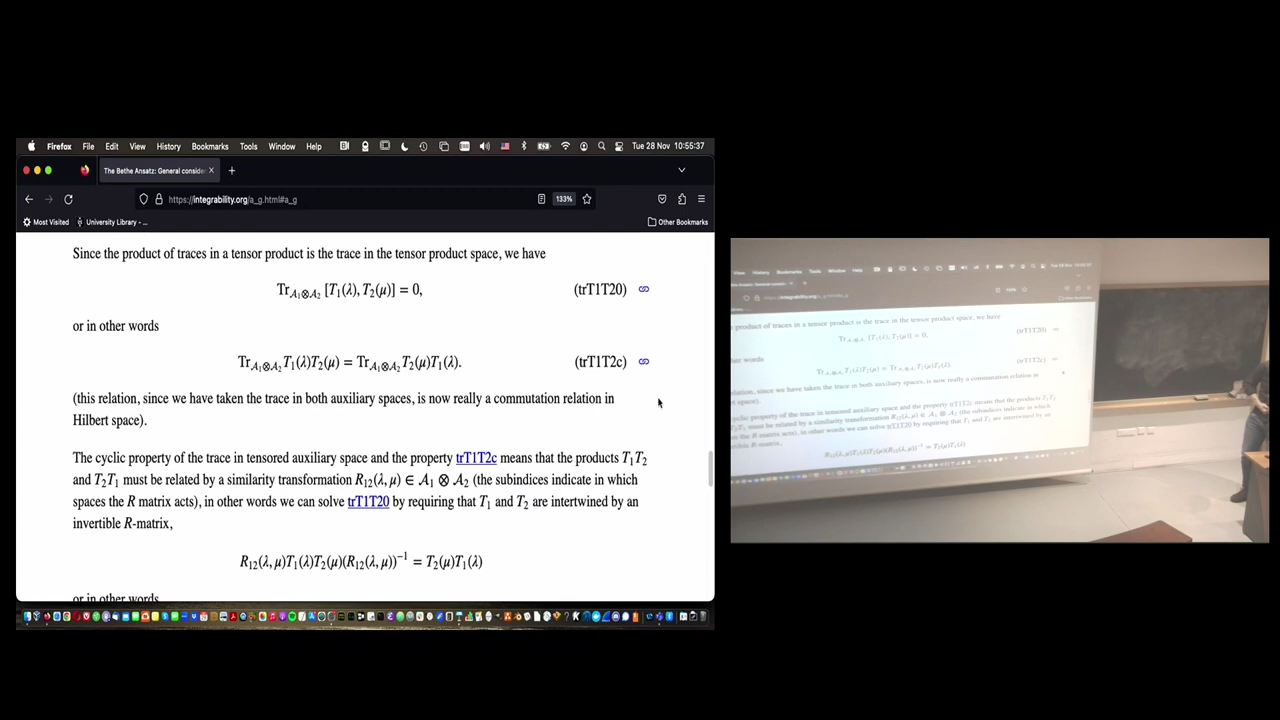 Firefox File Edit View History Bookmarks Tools Window Help Tue 28 Nov 10:55:37
The Bethe Ansatz: General conside
https://integrability.org/a_g.html#a_g 133%
Most Visited University Library - ... Other Bookmarks
Since the product of traces in a tensor product is the trace in the tensor product space, we have
Tr_{𝒜₁⊗𝒜₂} [T₁(λ), T₂(μ)] = 0, (trT1T20)
or in other words
Tr_{𝒜₁⊗𝒜₂} T₁(λ)T₂(μ) = Tr_{𝒜₁⊗𝒜₂} T₂(μ)T₁(λ). (trT1T2c)
(this relation, since we have taken the trace in both auxiliary spaces, is now really a commutation relation in
Hilbert space).
The cyclic property of the trace in tensored auxiliary space and the property trT1T2c means that the products T₁T₂
and T₂T₁ must be related by a similarity transformation R₁₂(λ, μ) ∈ 𝒜₁ ⊗ 𝒜₂ (the subindices indicate in which
spaces the R matrix acts), in other words we can solve trT1T20 by requiring that T₁ and T₂ are intertwined by an
invertible R-matrix,
R₁₂(λ, μ)T₁(λ)T₂(μ)(R₁₂(λ, μ))⁻¹ = T₂(μ)T₁(λ)
or in other words